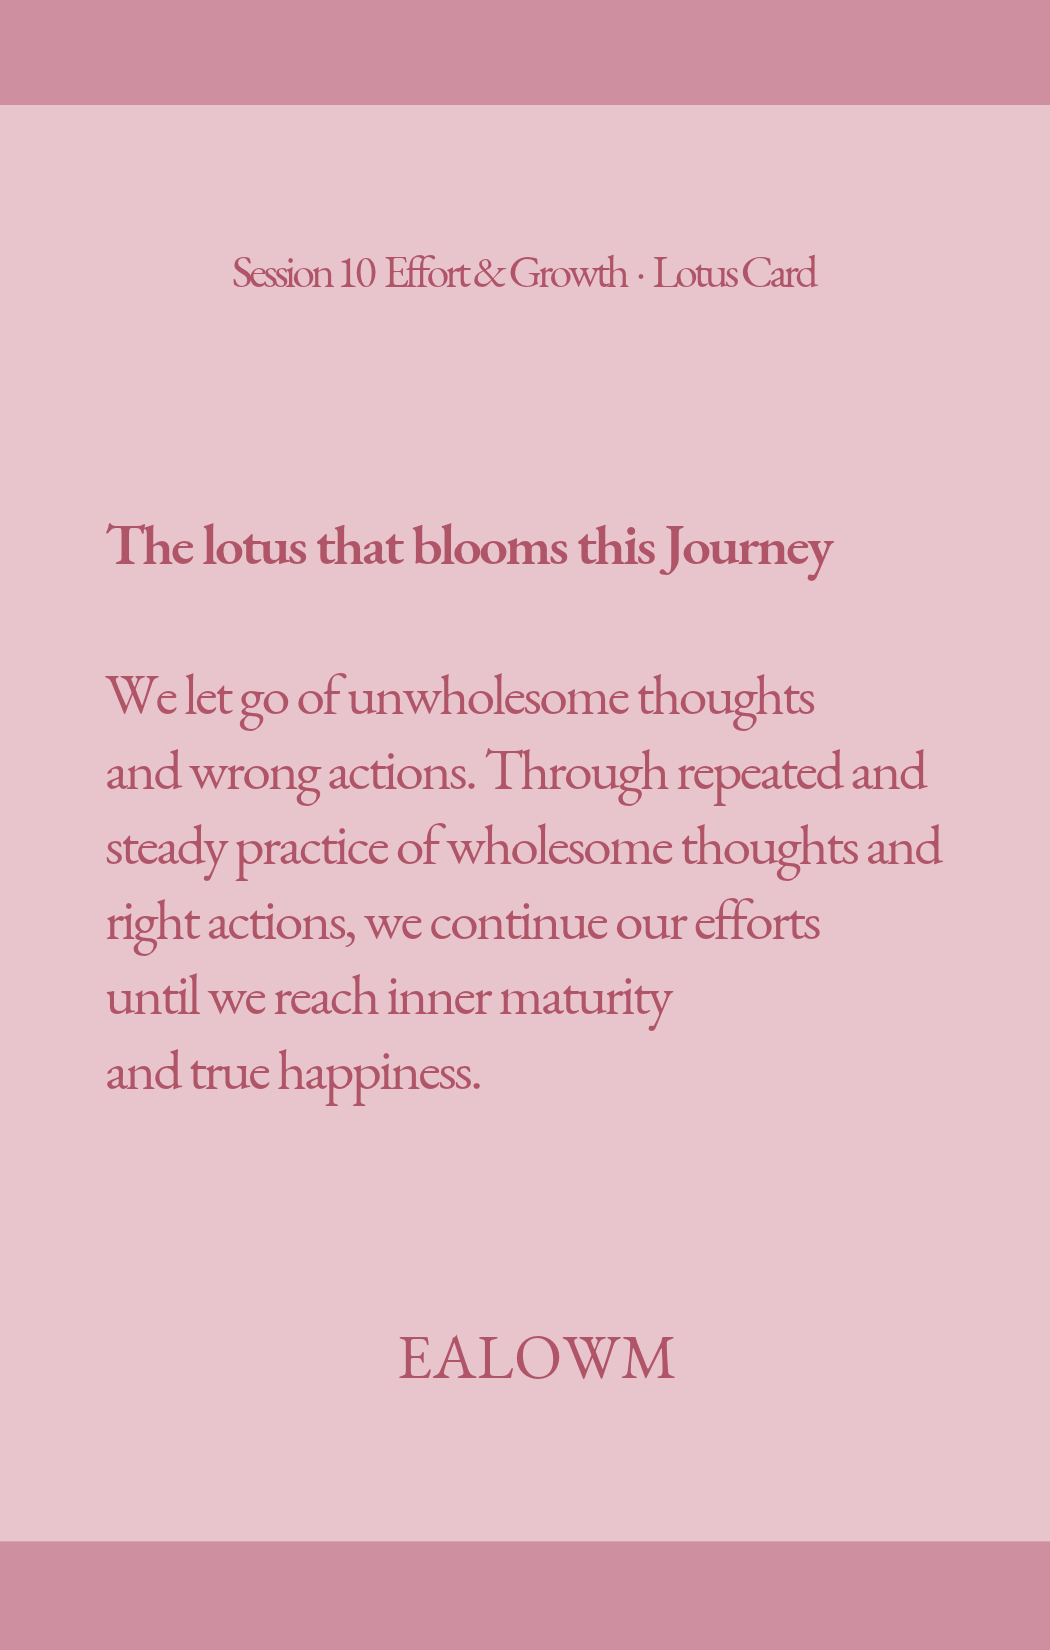 Session 10 Effort & Growth · Lotus Card
The lotus that blooms this Journey
We let go of unwholesome thoughts
and wrong actions. Through repeated and
steady practice of wholesome thoughts and
right actions, we continue our efforts
until we reach inner maturity
and true happiness.
EALOWM